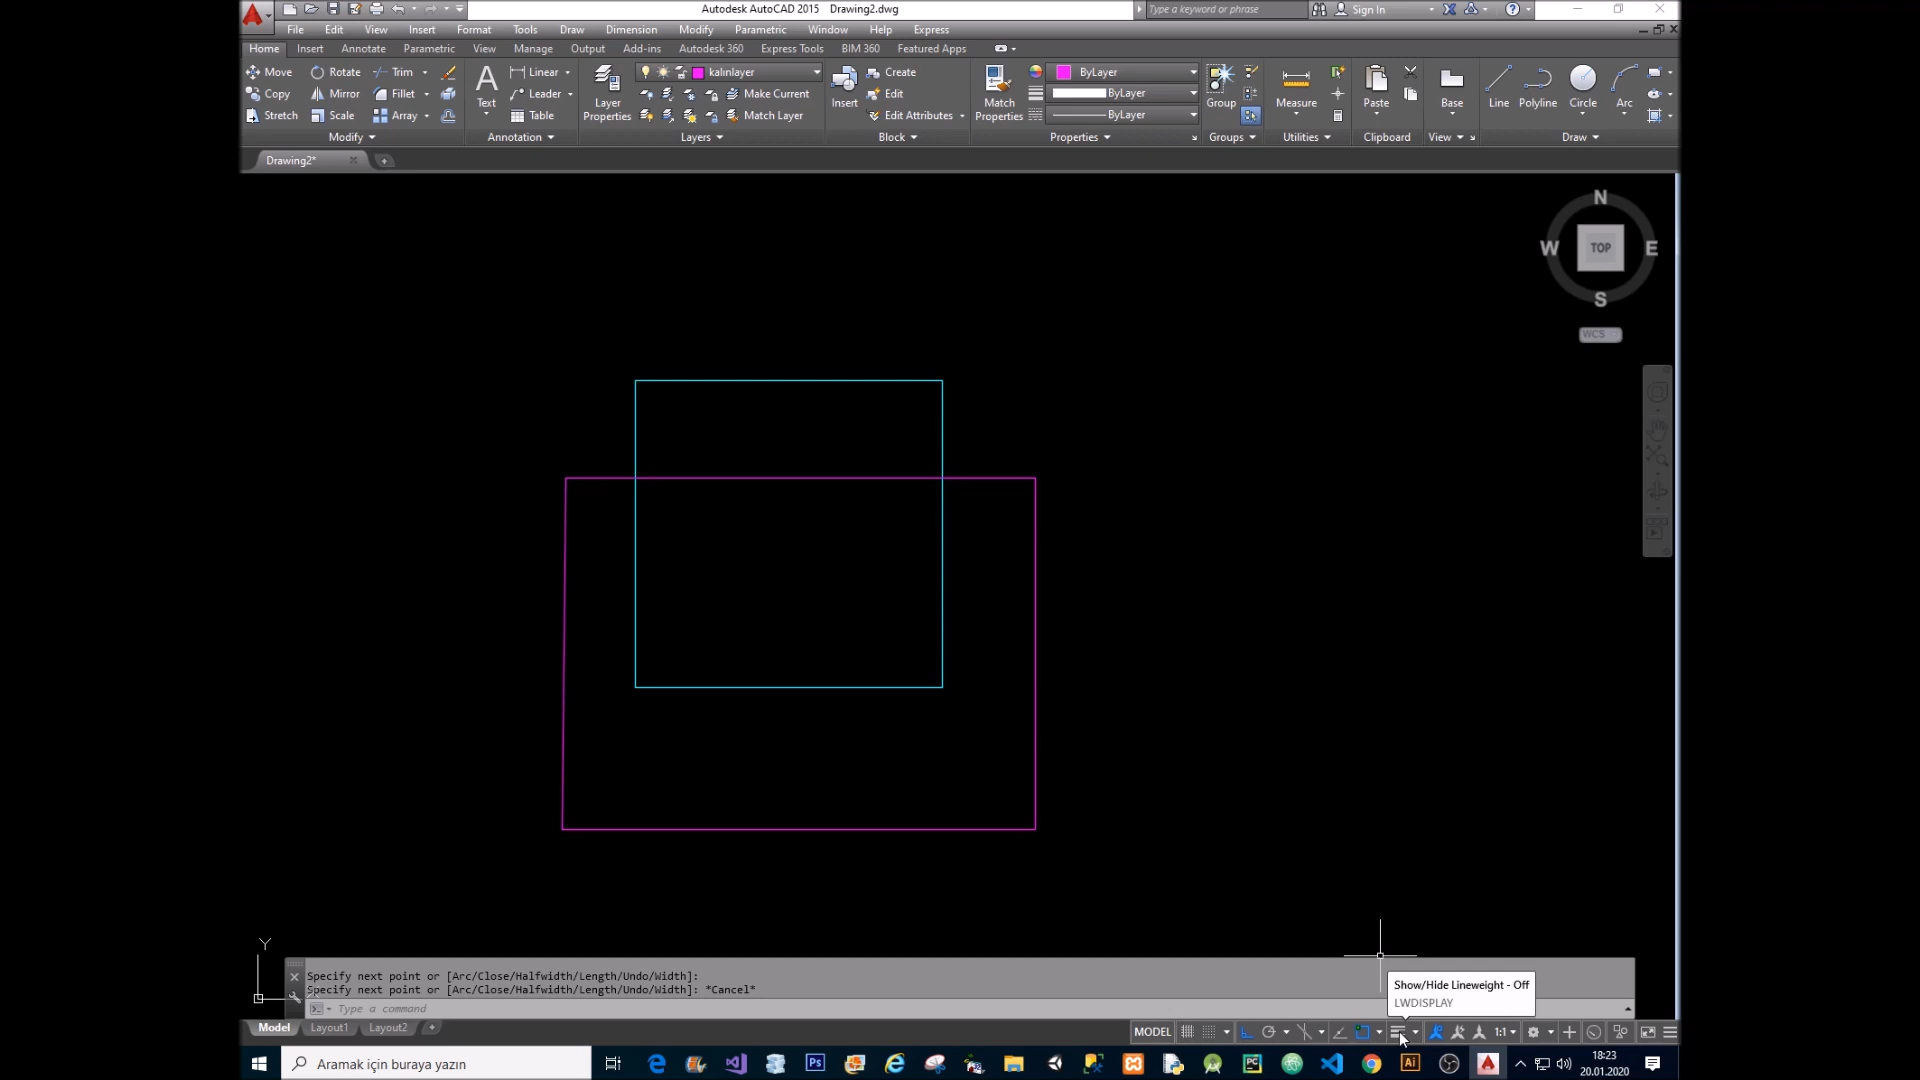 Autodesk AutoCAD 2015 Drawing2.dwg
Type a keyword or phrase
Sign In
File Edit View Insert Format Tools Draw Dimension Modify Parametric Window Help Express
Home Insert Annotate Parametric View Manage Output Add-ins Autodesk 360 Express Tools BIM 360 Featured Apps
Move Rotate Trim Linear kalınlayer Create ByLayer
Copy Mirror Fillet Leader Make Current Edit ByLayer
Stretch Scale Array Table Match Layer Edit Attributes ByLayer
Text
Layer
Properties
Insert
Match
Properties
Group
Measure
Paste
Base
Line Polyline Circle Arc
Modify Annotation Layers Block Properties Groups Utilities Clipboard View Draw
Drawing2*
N
W TOP E
S
WCS
Y
X
Specify next point or [Arc/Close/Halfwidth/Length/Undo/Width]:
Specify next point or [Arc/Close/Halfwidth/Length/Undo/Width]: *Cancel*
Type a command
Show/Hide Lineweight - Off
LWDISPLAY
Model Layout1 Layout2
MODEL 1:1
Aramak için buraya yazın
Ps
PC
Ai
18:23
20.01.2020